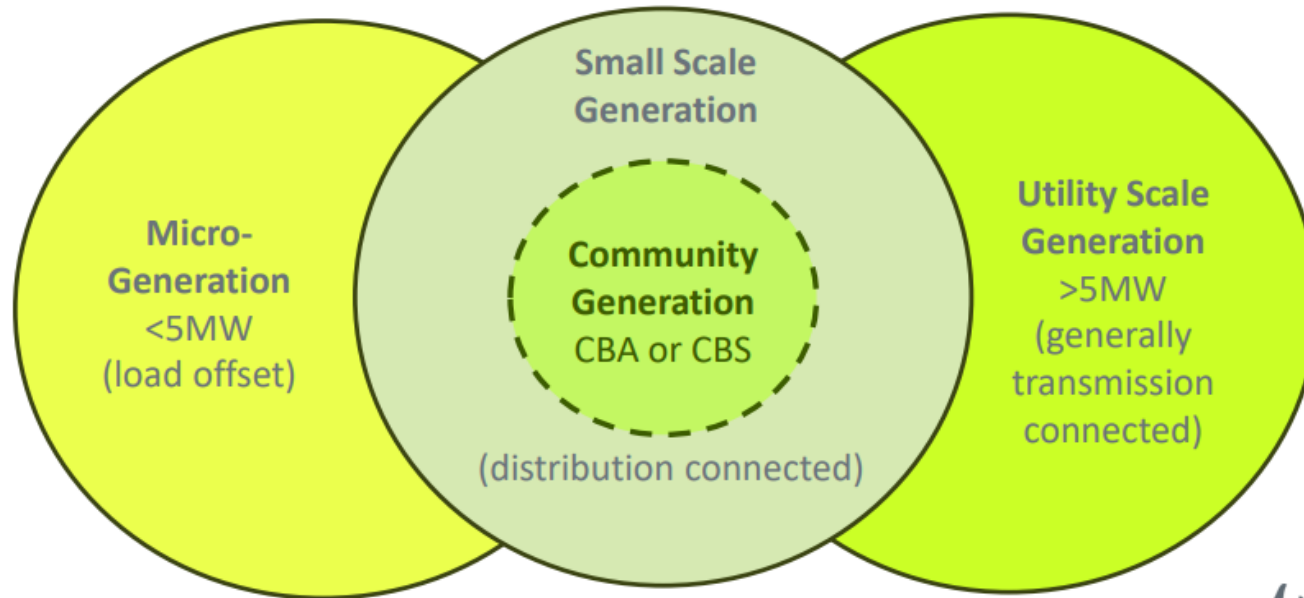 Small Scale
Generation
Micro-
Generation
<5MW
(load offset)
Community
Generation
CBA or CBS
(distribution connected)
Utility Scale
Generation
>5MW
(generally
transmission
connected)